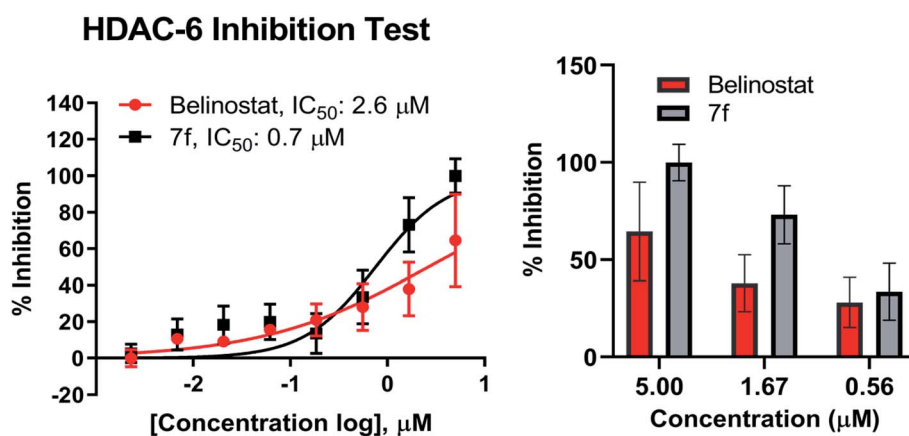 HDAC-6 Inhibition Test
140
120
100
80
60
40
20
0
-20
% Inhibition
Belinostat, IC50: 2.6 μM
7f, IC50: 0.7 μM
-2
-1
0
1
[Concentration log], μM
150
100
50
0
% Inhibition
Belinostat
7f
5.00
1.67
0.56
Concentration (μM)